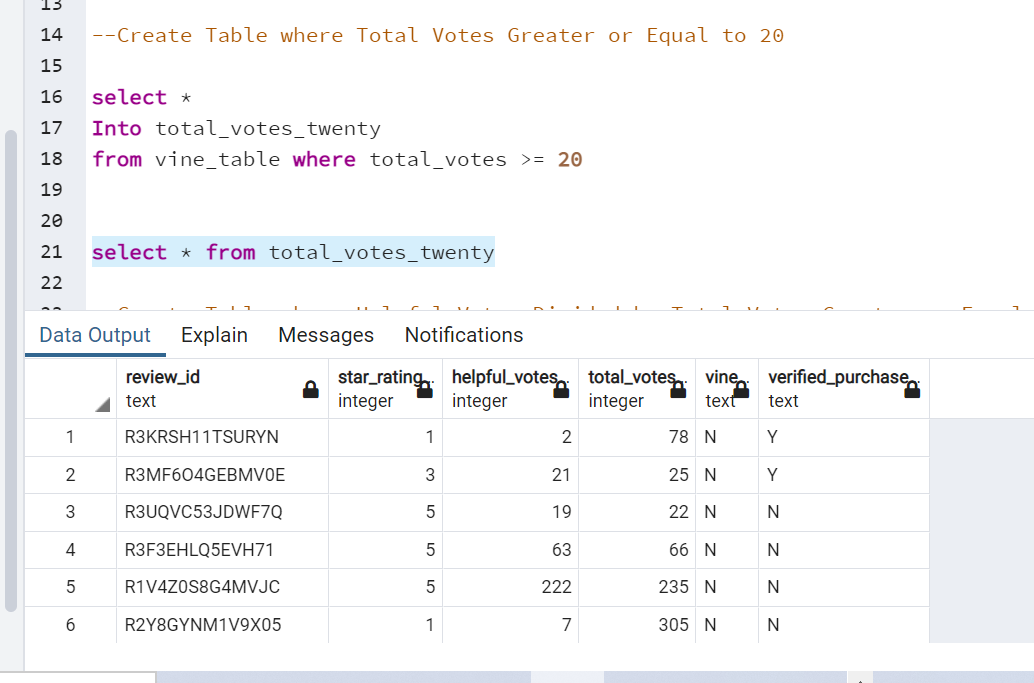 13
14 --Create Table where Total Votes Greater or Equal to 20
15
16 select *
17 Into total_votes_twenty
18 from vine_table where total_votes >= 20
19
20
21 select * from total_votes_twenty
22
Data Output Explain Messages Notifications
review_id star_rating.. helpful_votes.. total_votes.. vine.. verified_purchase..
text integer integer integer text text
1 R3KRSH11TSURYN 1 2 78 N Y
2 R3MF6O4GEBMV0E 3 21 25 N Y
3 R3UQVC53JDWF7Q 5 19 22 N N
4 R3F3EHLQ5EVH71 5 63 66 N N
5 R1V4Z0S8G4MVJC 5 222 235 N N
6 R2Y8GYNM1V9X05 1 7 305 N N